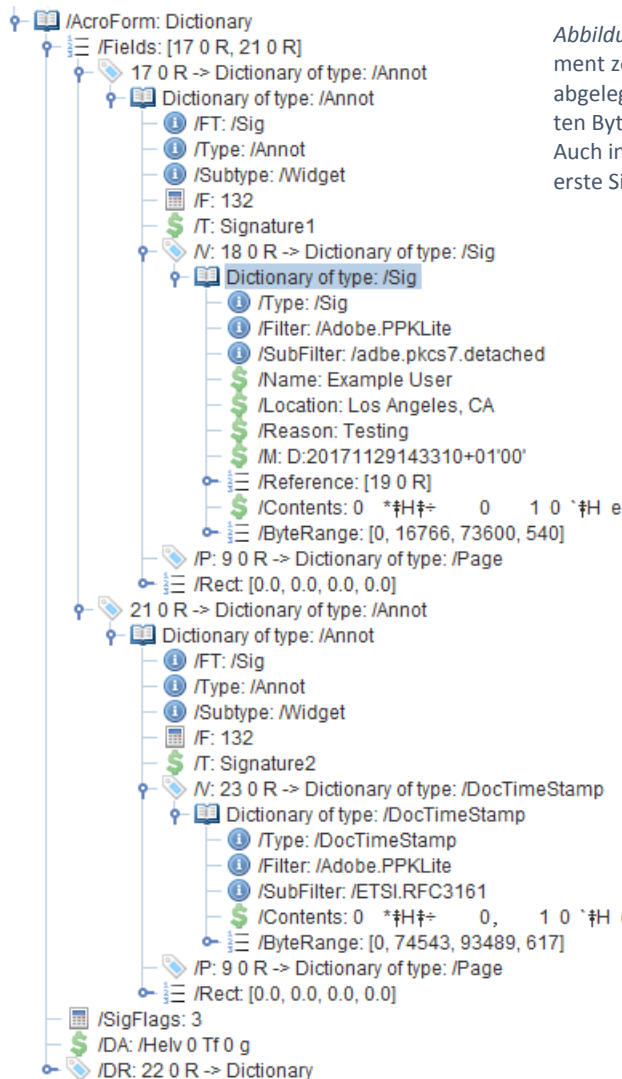 /AcroForm: Dictionary
/Fields: [17 0 R, 21 0 R]
17 0 R -> Dictionary of type: /Annot
Dictionary of type: /Annot
/FT: /Sig
/Type: /Annot
/Subtype: /Widget
/F: 132
/T: Signature1
/V: 18 0 R -> Dictionary of type: /Sig
Dictionary of type: /Sig
/Type: /Sig
/Filter: /Adobe.PPKLite
/SubFilter: /adbe.pkcs7.detached
/Name: Example User
/Location: Los Angeles, CA
/Reason: Testing
/M: D:20171129143310+01'00'
/Reference: [19 0 R]
/Contents: 0 *‡H‡÷ 0 1 0 `‡H e
/ByteRange: [0, 16766, 73600, 540]
/P: 9 0 R -> Dictionary of type: /Page
/Rect: [0.0, 0.0, 0.0, 0.0]
21 0 R -> Dictionary of type: /Annot
Dictionary of type: /Annot
/FT: /Sig
/Type: /Annot
/Subtype: /Widget
/F: 132
/T: Signature2
/V: 23 0 R -> Dictionary of type: /DocTimeStamp
Dictionary of type: /DocTimeStamp
/Type: /DocTimeStamp
/Filter: /Adobe.PPKLite
/SubFilter: /ETSI.RFC3161
/Contents: 0 *‡H‡÷ 0, 1 0 `‡H
/ByteRange: [0, 74543, 93489, 617]
/P: 9 0 R -> Dictionary of type: /Page
/Rect: [0.0, 0.0, 0.0, 0.0]
/SigFlags: 3
/DA: /Helv 0 Tf 0 g
/DR: 22 0 R -> Dictionary
Abbildu
ment z
abgeleg
ten Byt
Auch in
erste Si